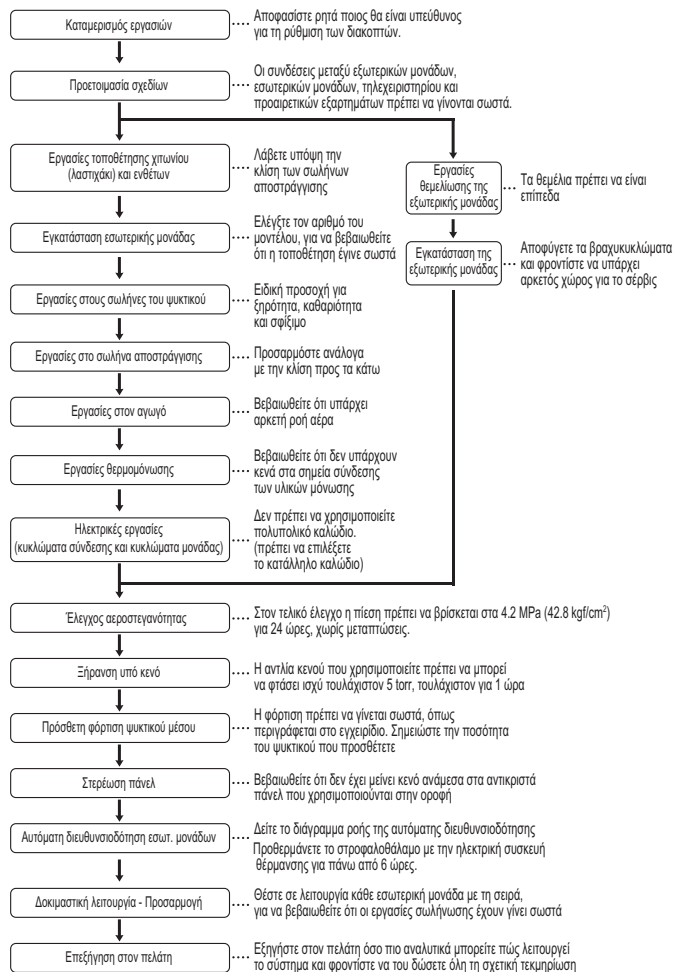 Καταμερισμός εργασιών
Αποφασίστε ρητά ποιος θα είναι υπεύθυνος
για τη ρύθμιση των διακοπτών.
Προετοιμασία σχεδίων
Οι συνδέσεις μεταξύ εξωτερικών μονάδων,
εσωτερικών μονάδων, τηλεχειριστηρίου και
προαιρετικών εξαρτημάτων πρέπει να γίνονται σωστά.
Εργασίες τοποθέτησης χιτωνίου
(λαστιχάκι) και ενθέτων
Λάβετε υπόψη την
κλίση των σωλήνων
αποστράγγισης
Εγκατάσταση εσωτερικής μονάδας
Ελέγξτε τον αριθμό του
μοντέλου, για να βεβαιωθείτε
ότι η τοποθέτηση έγινε σωστά
Εργασίες στους σωλήνες του ψυκτικού
Ειδική προσοχή για
ξηρότητα, καθαριότητα
και σφίξιμο
Εργασίες στο σωλήνα αποστράγγισης
Προσαρμόστε ανάλογα
με την κλίση προς τα κάτω
Εργασίες στον αγωγό
Βεβαιωθείτε ότι υπάρχει
αρκετή ροή αέρα
Εργασίες θερμομόνωσης
Βεβαιωθείτε ότι δεν υπάρχουν
κενά στα σημεία σύνδεσης
των υλικών μόνωσης
Ηλεκτρικές εργασίες
(κυκλώματα σύνδεσης και κυκλώματα μονάδας)
Δεν πρέπει να χρησιμοποιείτε
πολυπολικό καλώδιο.
(πρέπει να επιλέξετε
το κατάλληλο καλώδιο)
Εργασίες
θεμελίωσης της
εξωτερικής μονάδας
Τα θεμέλια πρέπει να είναι
επίπεδα
Εγκατάσταση της
εξωτερικής μονάδας
Αποφύγετε τα βραχυκυκλώματα
και φροντίστε να υπάρχει
αρκετός χώρος για το σέρβις
Έλεγχος αεροστεγανότητας
Στον τελικό έλεγχο η πίεση πρέπει να βρίσκεται στα 4.2 MPa (42.8 kgf/cm²)
για 24 ώρες, χωρίς μεταπτώσεις.
Ξήρανση υπό κενό
Η αντλία κενού που χρησιμοποιείτε πρέπει να μπορεί
να φτάσει ισχύ τουλάχιστον 5 torr, τουλάχιστον για 1 ώρα
Πρόσθετη φόρτιση ψυκτικού μέσου
Η φόρτιση πρέπει να γίνεται σωστά, όπως
περιγράφεται στο εγχειρίδιο. Σημειώστε την ποσότητα
του ψυκτικού που προσθέτετε
Στερέωση πάνελ
Βεβαιωθείτε ότι δεν έχει μείνει κενό ανάμεσα στα αντικριστά
πάνελ που χρησιμοποιούνται στην οροφή
Αυτόματη διευθυνσιοδότηση εσωτ. μονάδων
Δείτε το διάγραμμα ροής της αυτόματης διευθυνσιοδότησης
Προθερμάνετε το στροφαλοθάλαμο με την ηλεκτρική συσκευή
θέρμανσης για πάνω από 6 ώρες.
Δοκιμαστική λειτουργία - Προσαρμογή
Θέστε σε λειτουργία κάθε εσωτερική μονάδα με τη σειρά,
για να βεβαιωθείτε ότι οι εργασίες σωλήνωσης έχουν γίνει σωστά
Επεξήγηση στον πελάτη
Εξηγήστε στον πελάτη όσο πιο αναλυτικά μπορείτε πώς λειτουργεί
το σύστημα και φροντίστε να του δώσετε όλη τη σχετική τεκμηρίωση